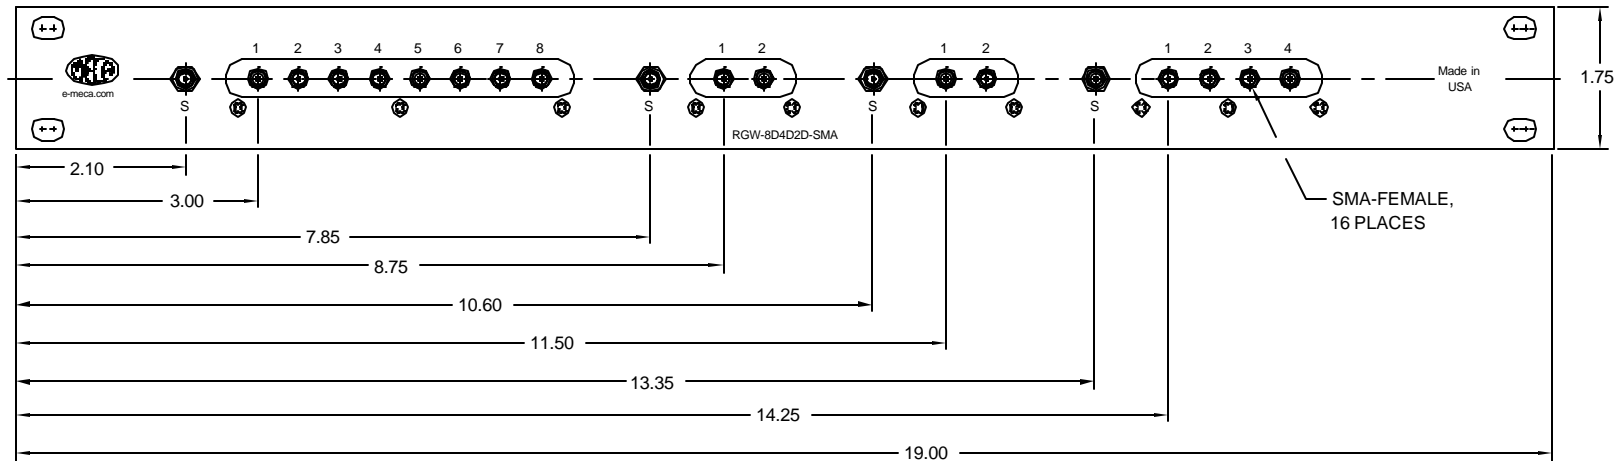 1 2 3 4 5 6 7 8
1 2
1 2
1 2 3 4
e-meca.com
Made in
USA
1.75
S
S
S
S
RGW-8D4D2D-SMA
2.10
3.00
SMA-FEMALE,
16 PLACES
7.85
8.75
10.60
11.50
13.35
14.25
19.00